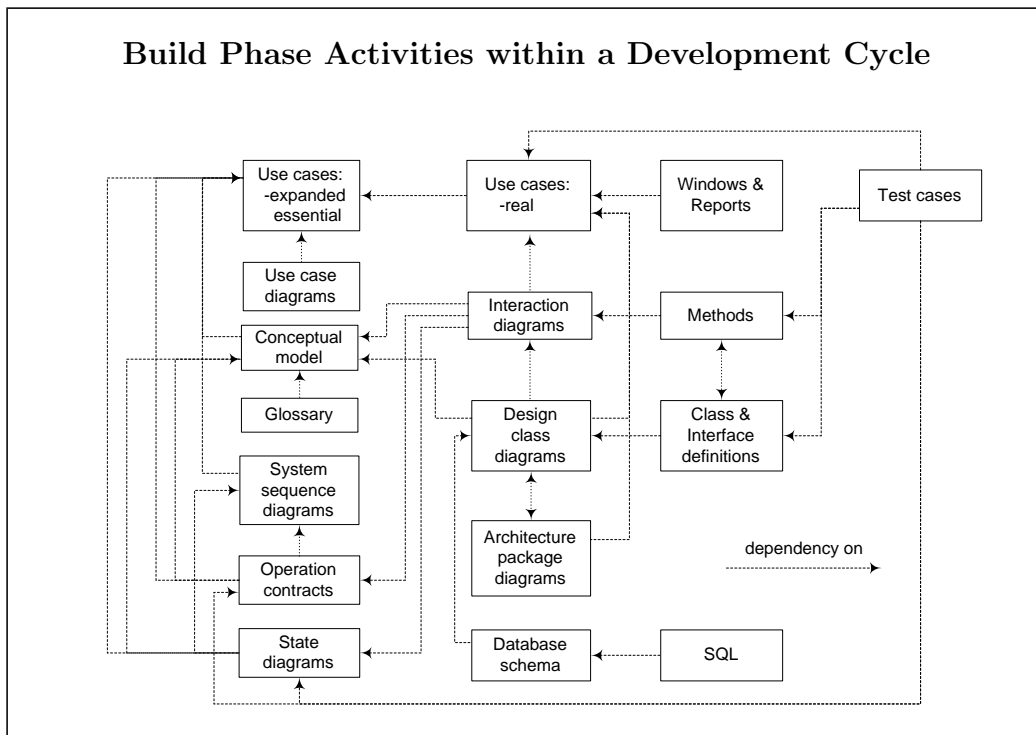 Build Phase Activities within a Development Cycle
Use cases:
-expanded
essential
Use cases:
-real
Windows &
Reports
Test cases
Use case
diagrams
Interaction
diagrams
Methods
Conceptual
model
Glossary
Design
class
diagrams
Class &
Interface
definitions
System
sequence
diagrams
Architecture
package
diagrams
dependency on
Operation
contracts
State
diagrams
Database
schema
SQL